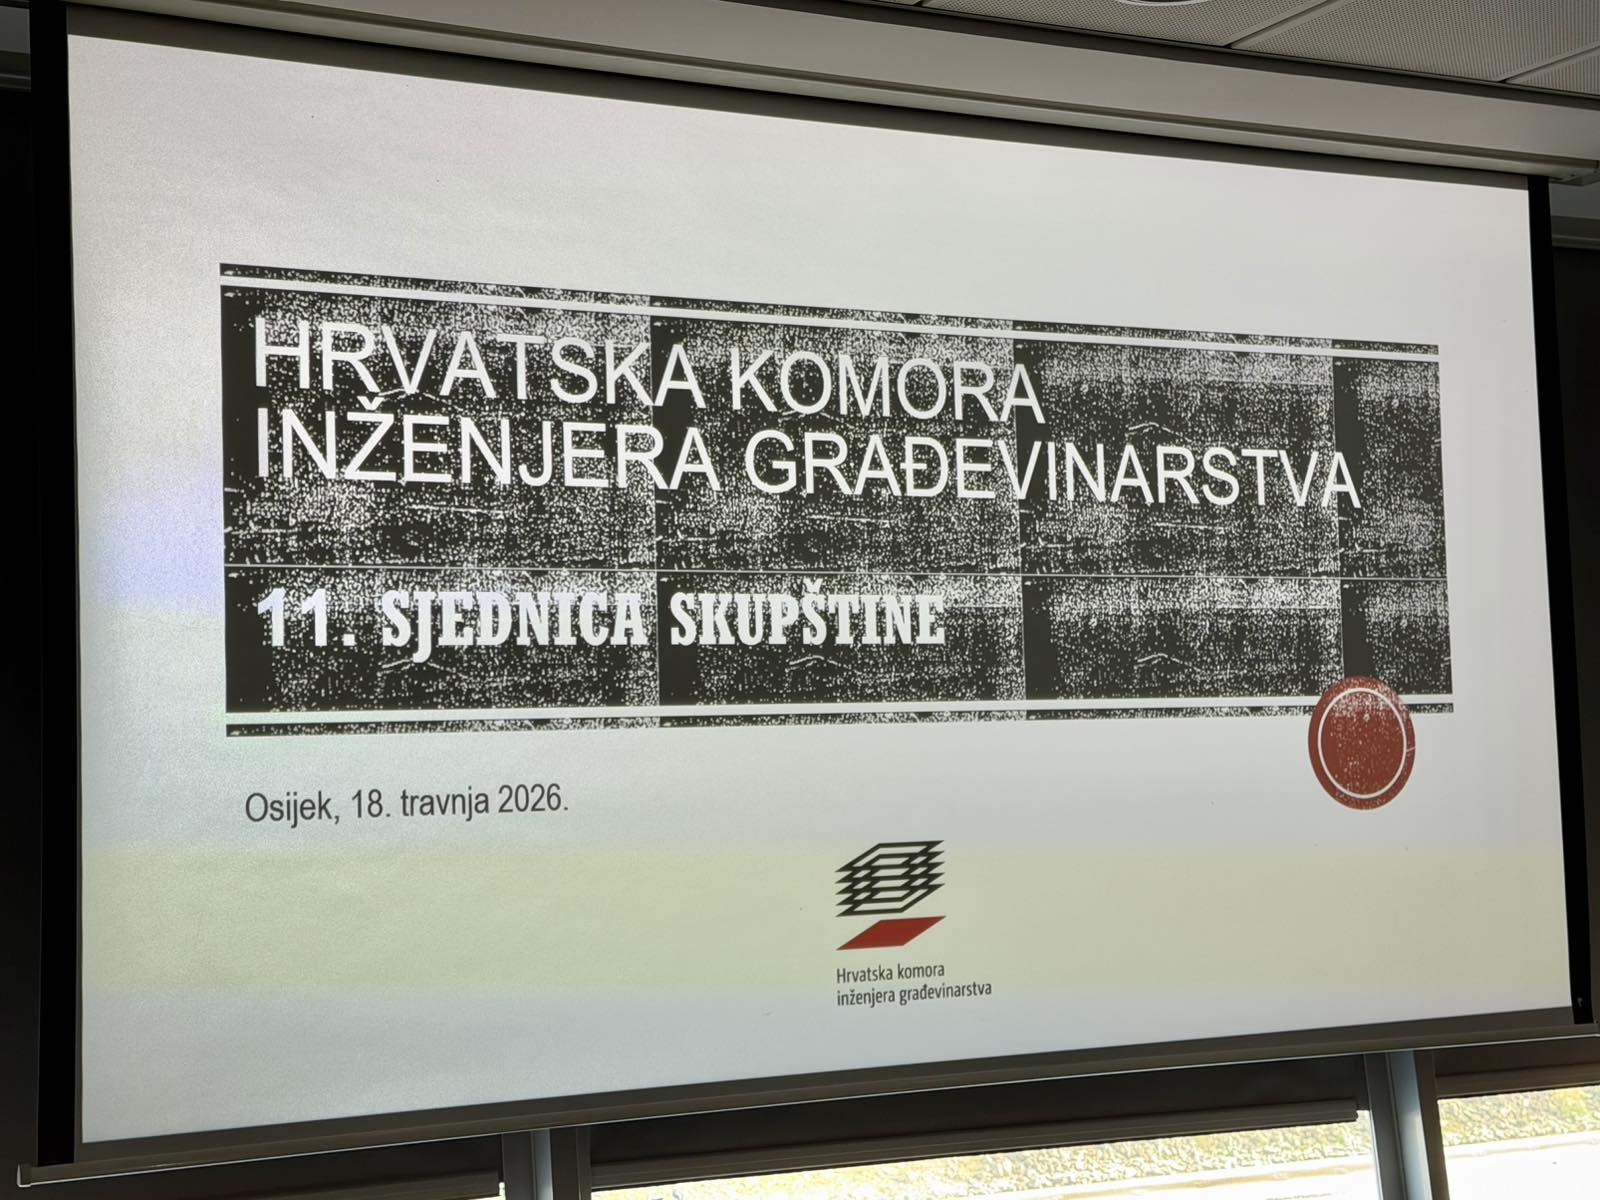 HRVATSKA KOMORA
INŽENJERA GRAĐEVINARSTVA
11. SJEDNICA SKUPŠTINE
Osijek, 18. travnja 2026.
Hrvatska komora
inženjera građevinarstva